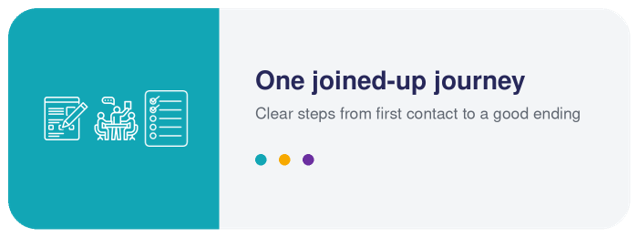 One joined-up journey
Clear steps from first contact to a good ending